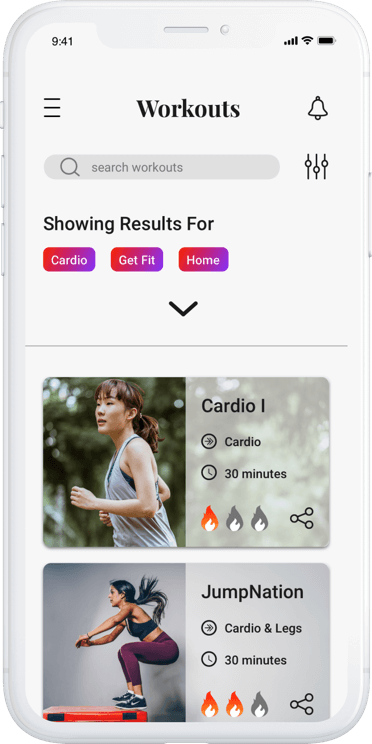 9:41
Workouts
search workouts
Showing Results For
Cardio Get Fit Home
Cardio I
Cardio
30 minutes
JumpNation
Cardio & Legs
30 minutes